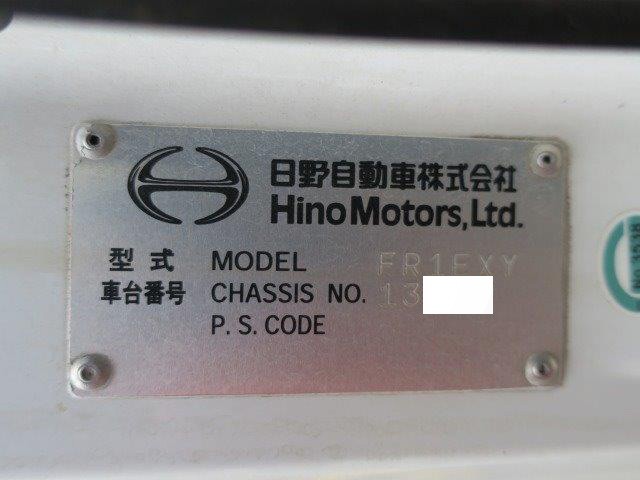 日野自動車株式会社
Hino Motors, Ltd.
型式 MODEL FR1EXY
車台番号 CHASSIS NO. 13
P. S. CODE